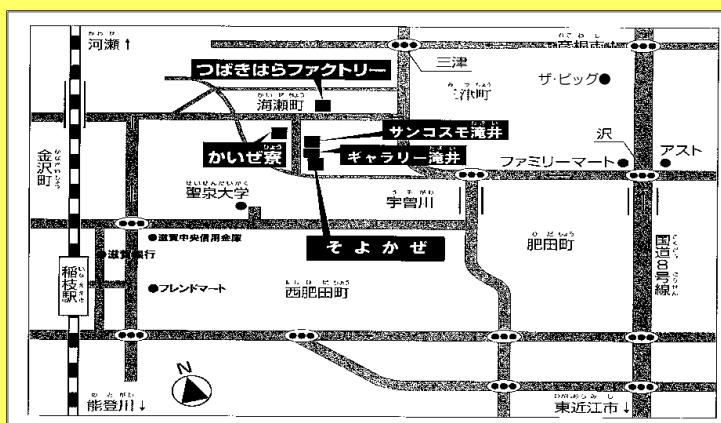 河瀬↑
三津
つばきはらファクトリー
海瀬町
三津町
ザ・ビッグ
サンコスモ滝井
かいぜ寮
ギャラリー滝井
沢
ファミリーマート
アスト
金沢町
聖泉大学
宇曽川
そよかぜ
肥田町
滋賀中央信用金庫
滋賀銀行
国道8号線
稲枝駅
フレンドマート
西肥田町
N
能登川↓
東近江市↓